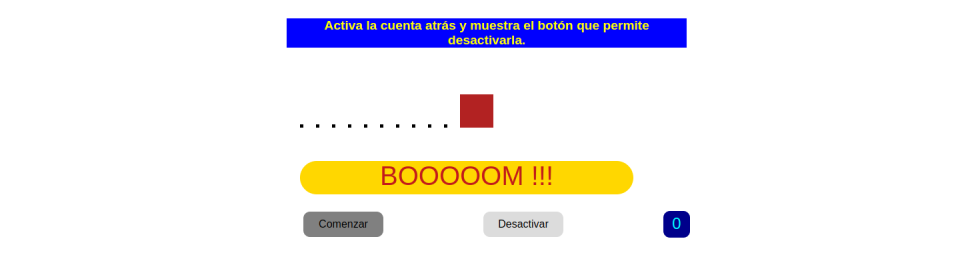 Activa la cuenta atrás y muestra el botón que permite
desactivarla.
. . . . . . . . . .
BOOOOOM !!!
Comenzar Desactivar 0